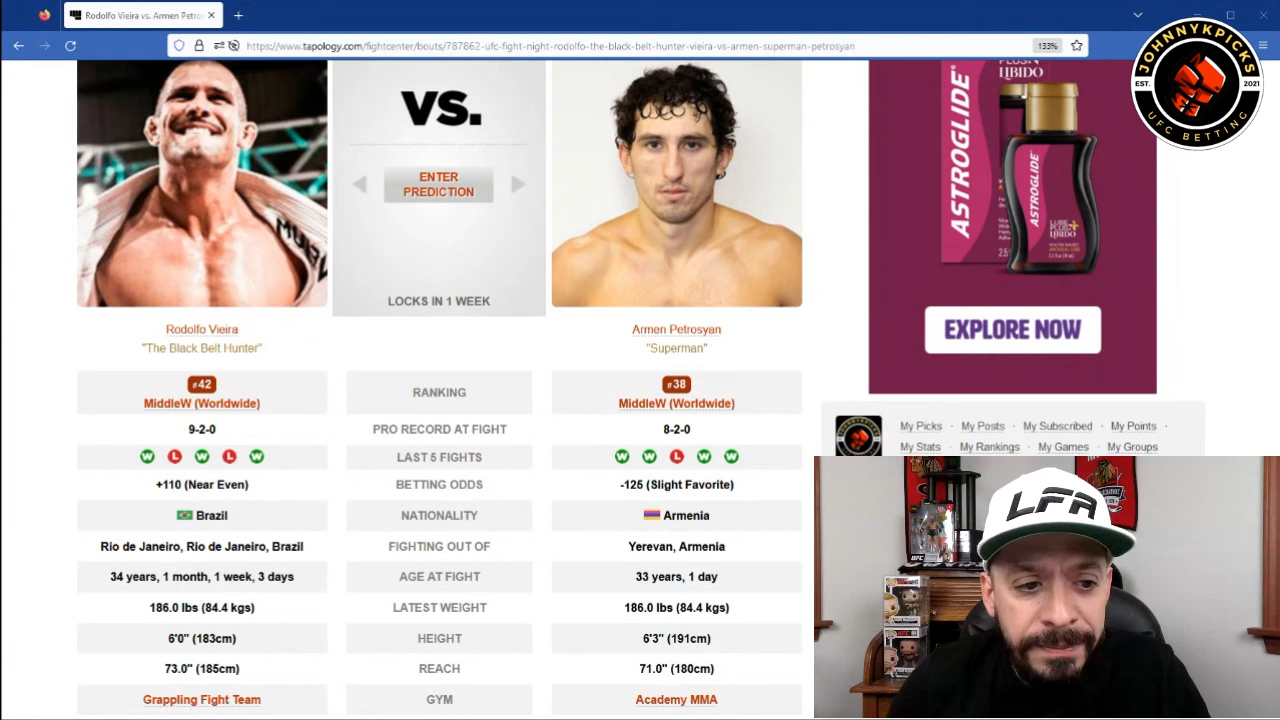 Rodolfo Vieira vs. Armen Petros
https://www.tapology.com/fightcenter/bouts/787862-ufc-fight-night-rodolfo-the-black-belt-hunter-vieira-vs-armen-superman-petrosyan
133%
JOHNNYKPICKS
EST.
2021
UFC BETTING
VS.
ENTER
PREDICTION
LOCKS IN 1 WEEK
LIBIDO
ASTROGLIDE
ASTROGLIDE
LIBIDO
EXPLORE NOW
Rodolfo Vieira
Armen Petrosyan
"The Black Belt Hunter"
"Superman"
#42
RANKING
#38
MiddleW (Worldwide)
MiddleW (Worldwide)
9-2-0
PRO RECORD AT FIGHT
8-2-0
W L W L W
LAST 5 FIGHTS
W W L W W
+110 (Near Even)
BETTING ODDS
-125 (Slight Favorite)
Brazil
NATIONALITY
Armenia
Rio de Janeiro, Rio de Janeiro, Brazil
FIGHTING OUT OF
Yerevan, Armenia
34 years, 1 month, 1 week, 3 days
AGE AT FIGHT
33 years, 1 day
186.0 lbs (84.4 kgs)
LATEST WEIGHT
186.0 lbs (84.4 kgs)
6'0" (183cm)
HEIGHT
6'3" (191cm)
73.0" (185cm)
REACH
71.0" (180cm)
Grappling Fight Team
GYM
Academy MMA
My Picks · My Posts · My Subscribed · My Points ·
My Stats · My Rankings · My Games · My Groups
LFA